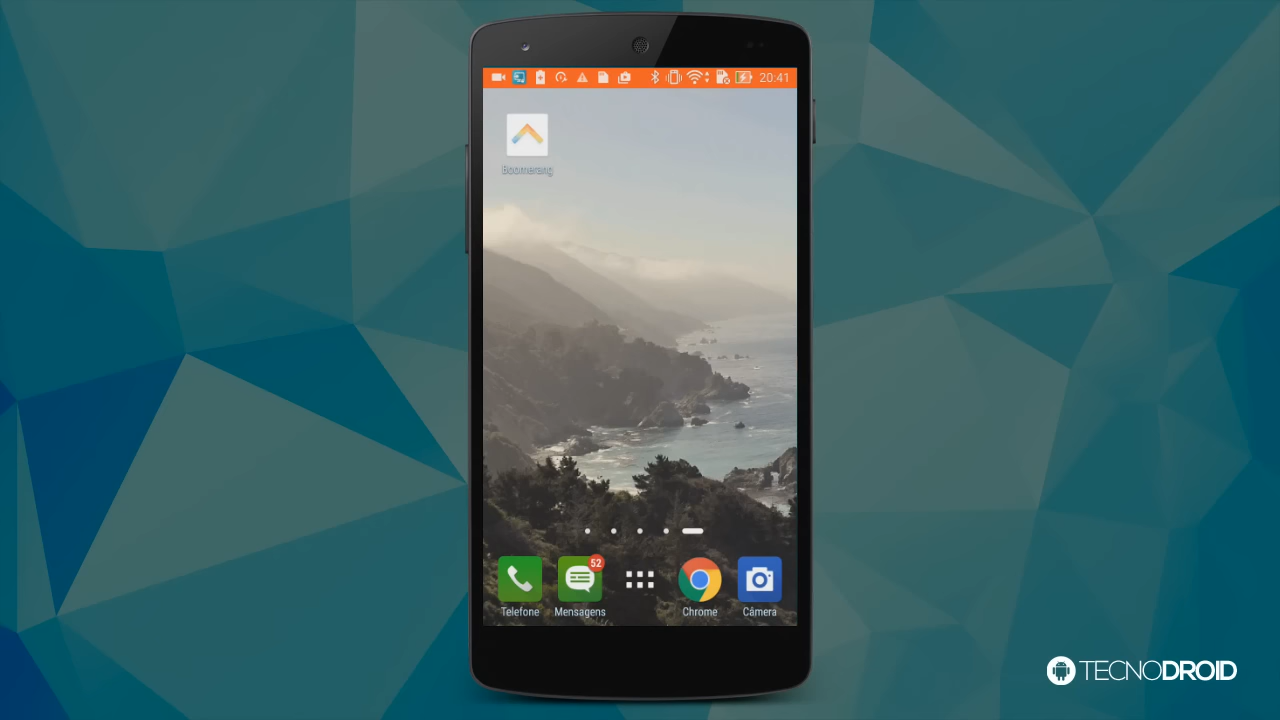 20:41
Boomerang
52
Telefone
Mensagens
Chrome
Câmera
TECNODROID